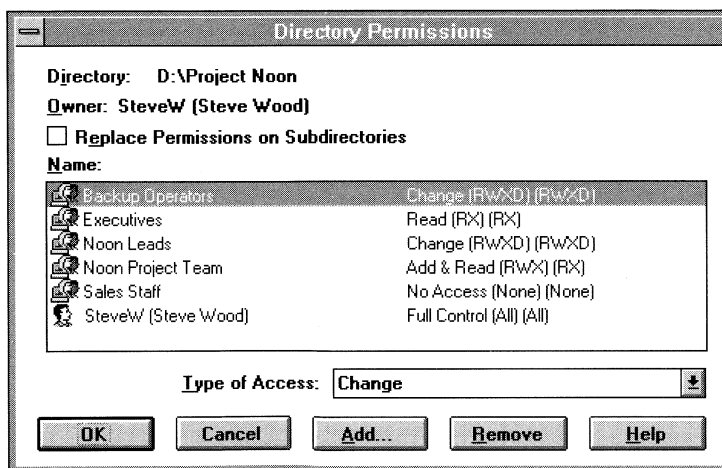 Directory Permissions
Directory: D:\Project Noon
Owner: SteveW (Steve Wood)
Replace Permissions on Subdirectories
Name:
Backup Operators Change (RWXD) (RWXD)
Executives Read (RX) (RX)
Noon Leads Change (RWXD) (RWXD)
Noon Project Team Add & Read (RWX) (RX)
Sales Staff No Access (None) (None)
SteveW (Steve Wood) Full Control (All) (All)
Type of Access: Change
OK Cancel Add... Remove Help